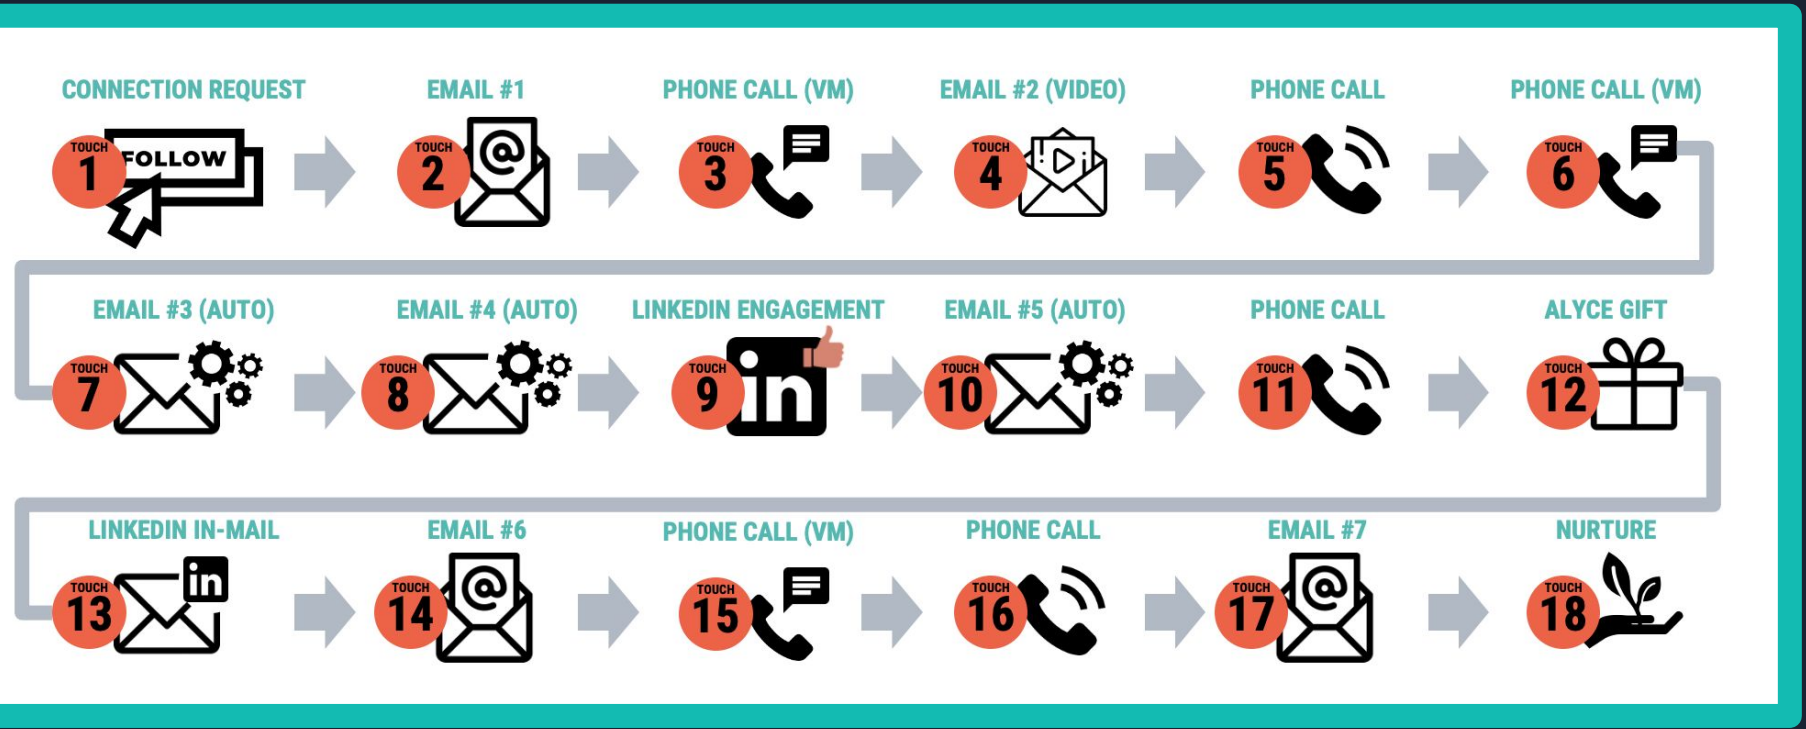 CONNECTION REQUEST
EMAIL #1
PHONE CALL (VM)
EMAIL #2 (VIDEO)
PHONE CALL
PHONE CALL (VM)
TOUCH
1
FOLLOW
TOUCH
2
@
TOUCH
3
TOUCH
4
TOUCH
5
TOUCH
6
EMAIL #3 (AUTO)
EMAIL #4 (AUTO)
LINKEDIN ENGAGEMENT
EMAIL #5 (AUTO)
PHONE CALL
ALYCE GIFT
TOUCH
7
TOUCH
8
TOUCH
9
in
TOUCH
10
TOUCH
11
TOUCH
12
LINKEDIN IN-MAIL
EMAIL #6
PHONE CALL (VM)
PHONE CALL
EMAIL #7
NURTURE
TOUCH
13
in
TOUCH
14
@
TOUCH
15
TOUCH
16
TOUCH
17
@
TOUCH
18